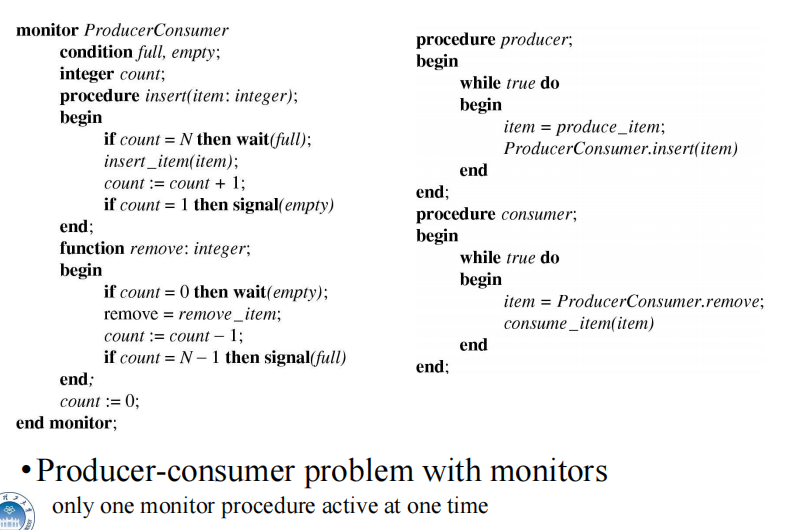 monitor ProducerConsumer
condition full, empty;
integer count;
procedure insert(item: integer);
begin
if count = N then wait(full);
insert_item(item);
count := count + 1;
if count = 1 then signal(empty)
end;
function remove: integer;
begin
if count = 0 then wait(empty);
remove = remove_item;
count := count − 1;
if count = N − 1 then signal(full)
end;
count := 0;
end monitor;
procedure producer;
begin
while true do
begin
item = produce_item;
ProducerConsumer.insert(item)
end
end;
procedure consumer;
begin
while true do
begin
item = ProducerConsumer.remove;
consume_item(item)
end
end;
•Producer-consumer problem with monitors
only one monitor procedure active at one time